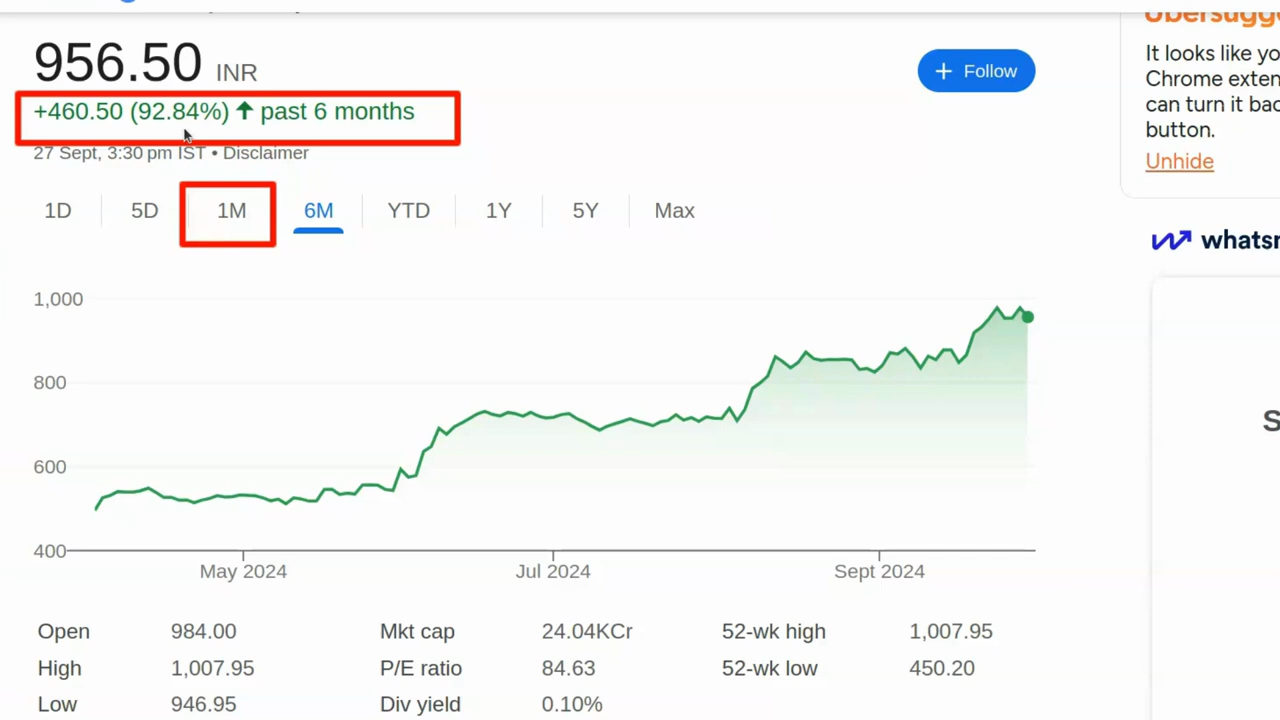 956.50 INR
+ Follow
+460.50 (92.84%) ↑ past 6 months
27 Sept, 3:30 pm IST • Disclaimer
1D 5D 1M 6M YTD 1Y 5Y Max
1,000
800
600
400
May 2024 Jul 2024 Sept 2024
Open 984.00 Mkt cap 24.04KCr 52-wk high 1,007.95
High 1,007.95 P/E ratio 84.63 52-wk low 450.20
Low 946.95 Div yield 0.10%
It looks like yo
Chrome exten
can turn it bac
button.
Unhide
whatsm
S